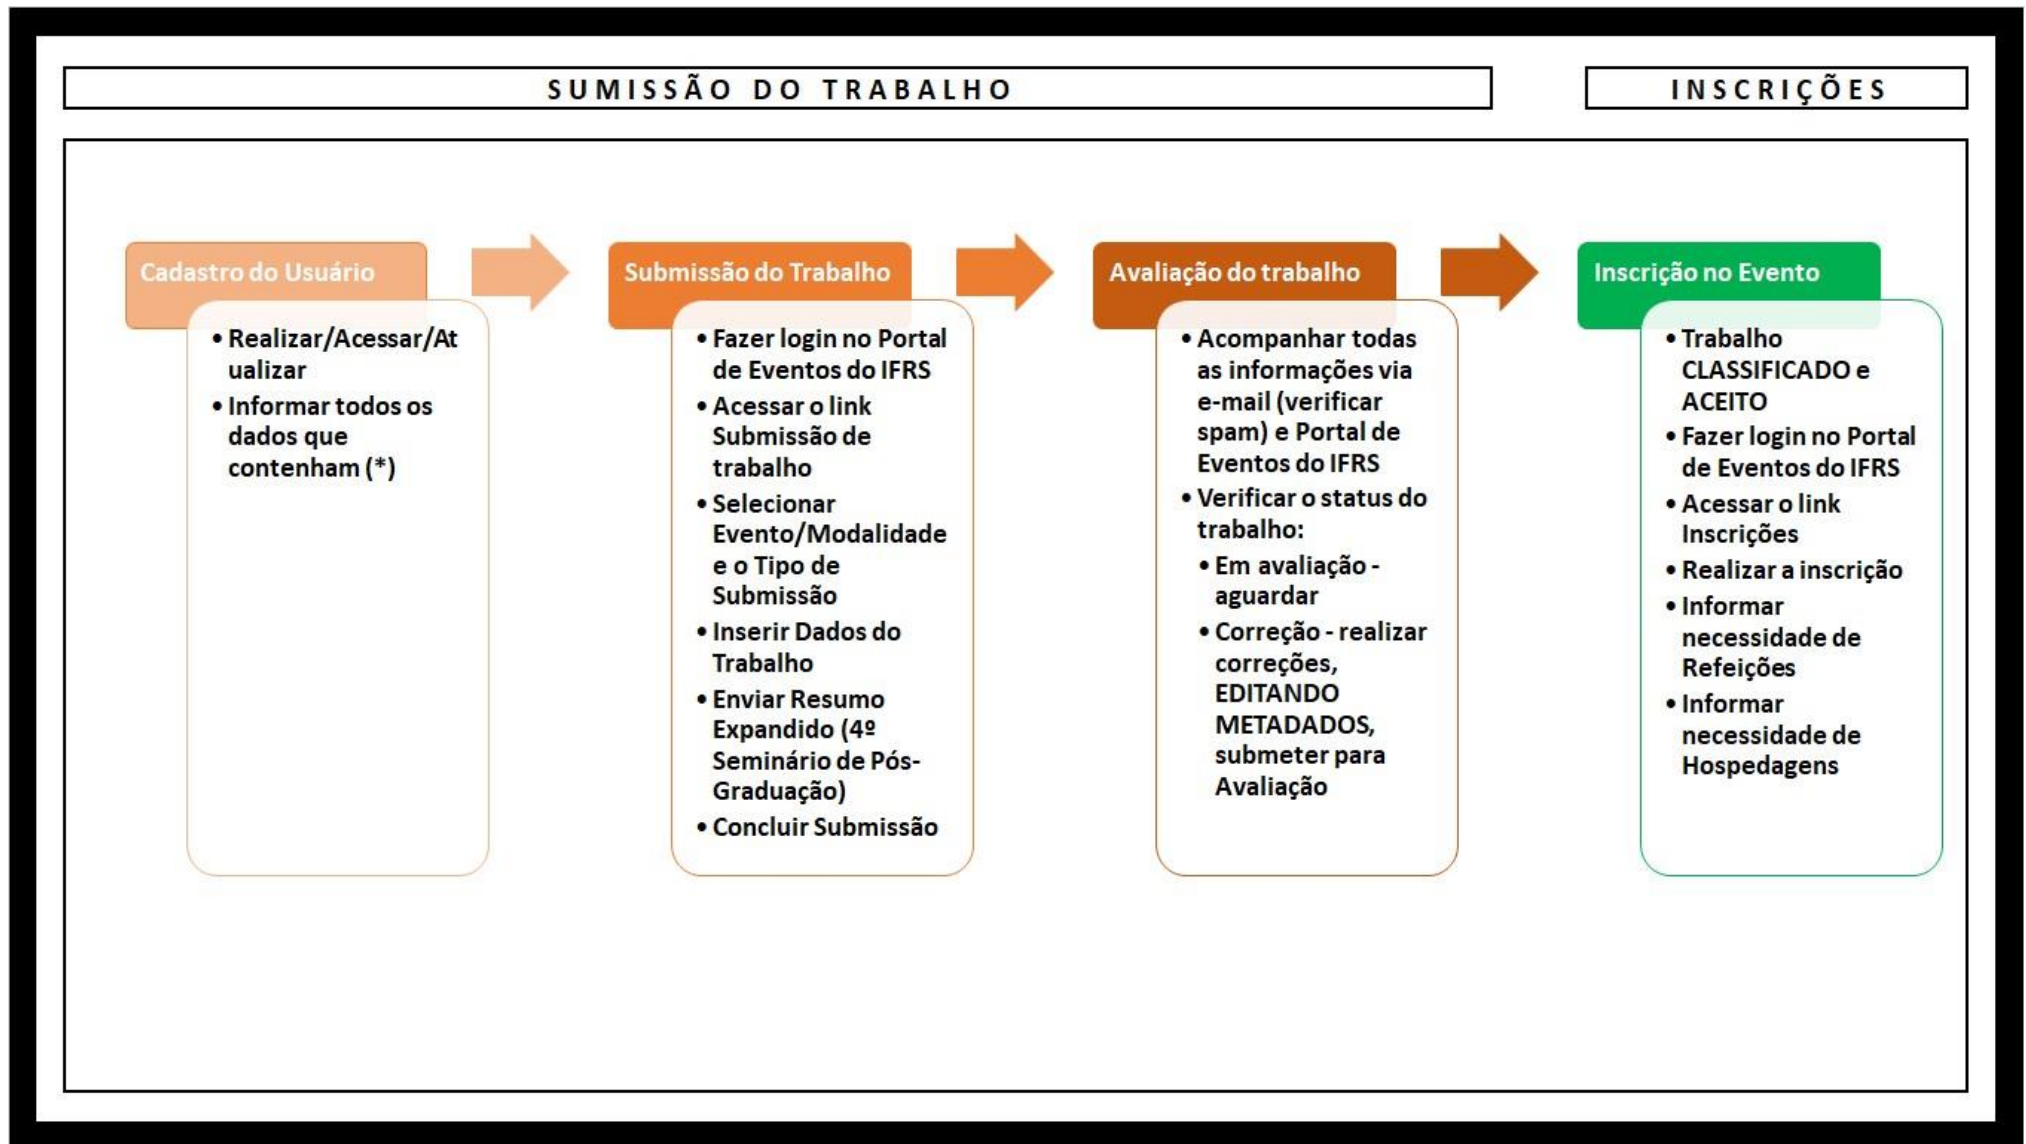 SUMISSÃO DO TRABALHO
INSCRIÇÕES
Cadastro do Usuário
• Realizar/Acessar/At
ualizar
• Informar todos os
dados que
contenham (*)
Submissão do Trabalho
• Fazer login no Portal
de Eventos do IFRS
• Acessar o link
Submissão de
trabalho
• Selecionar
Evento/Modalidade
e o Tipo de
Submissão
• Inserir Dados do
Trabalho
• Enviar Resumo
Expandido (4º
Seminário de Pós-
Graduação)
• Concluir Submissão
Avaliação do trabalho
• Acompanhar todas
as informações via
e-mail (verificar
spam) e Portal de
Eventos do IFRS
• Verificar o status do
trabalho:
• Em avaliação -
aguardar
• Correção - realizar
correções,
EDITANDO
METADADOS,
submeter para
Avaliação
Inscrição no Evento
• Trabalho
CLASSIFICADO e
ACEITO
• Fazer login no Portal
de Eventos do IFRS
• Acessar o link
Inscrições
• Realizar a inscrição
• Informar
necessidade de
Refeições
• Informar
necessidade de
Hospedagens